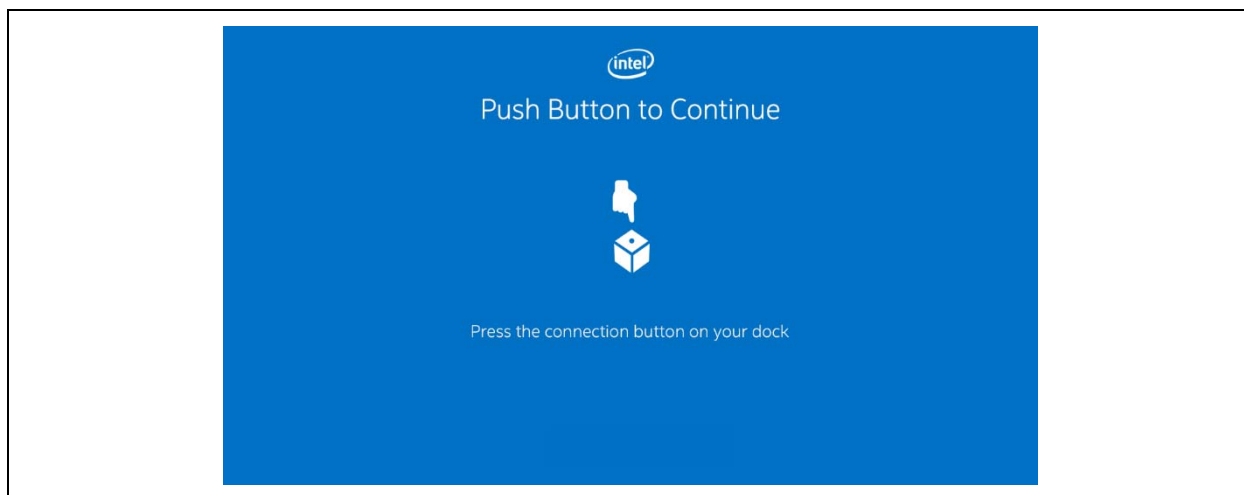 intel
Push Button to Continue
Press the connection button on your dock